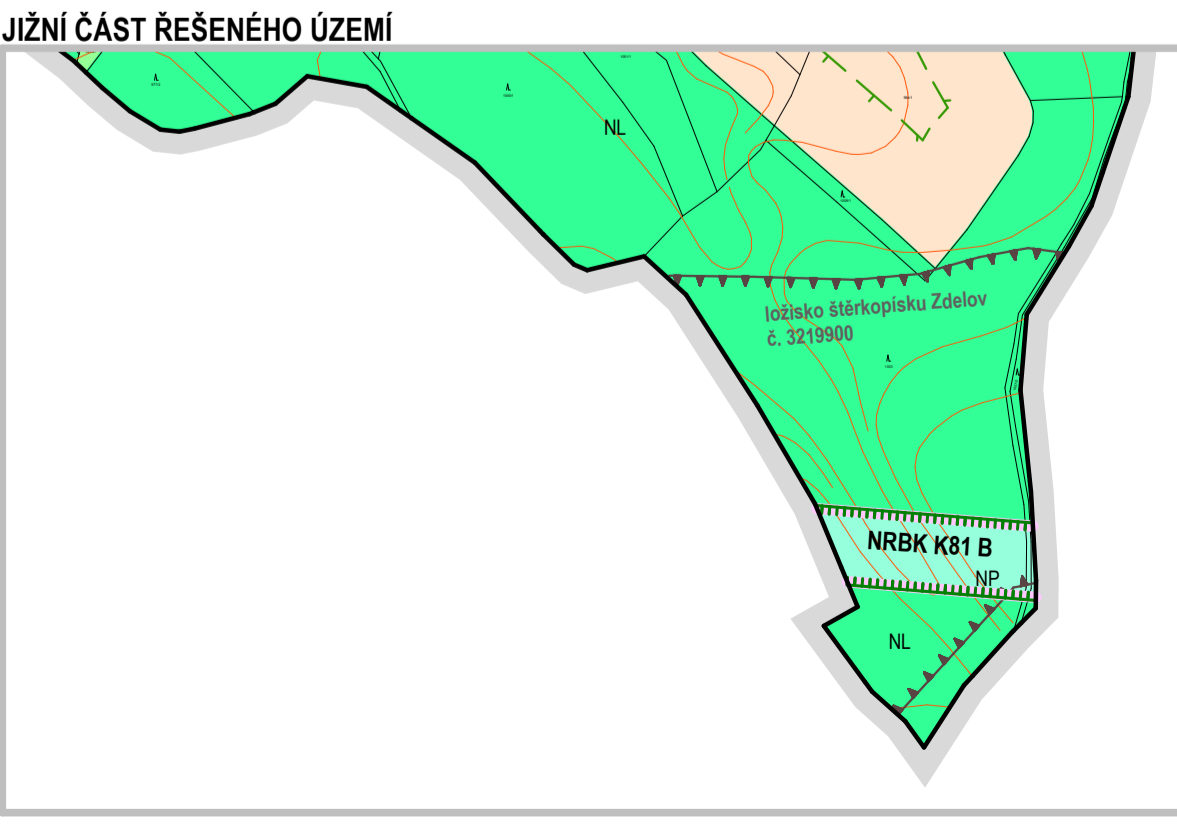 JIŽNÍ ČÁST ŘEŠENÉHO ÚZEMÍ
NL
ložisko štěrkopísku Zdelov
č. 3219900
NRBK K81 B
NP
NL